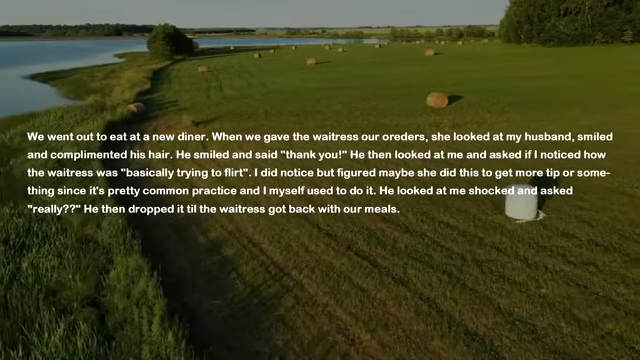 We went out to eat at a new diner. When we gave the waitress our oreders, she looked at my husband, smiled
and complimented his hair. He smiled and said "thank you!" He then looked at me and asked if I noticed how
the waitress was "basically trying to flirt". I did notice but figured maybe she did this to get more tip or some-
thing since it's pretty common practice and I myself used to do it. He looked at me shocked and asked
"really??" He then dropped it til the waitress got back with our meals.